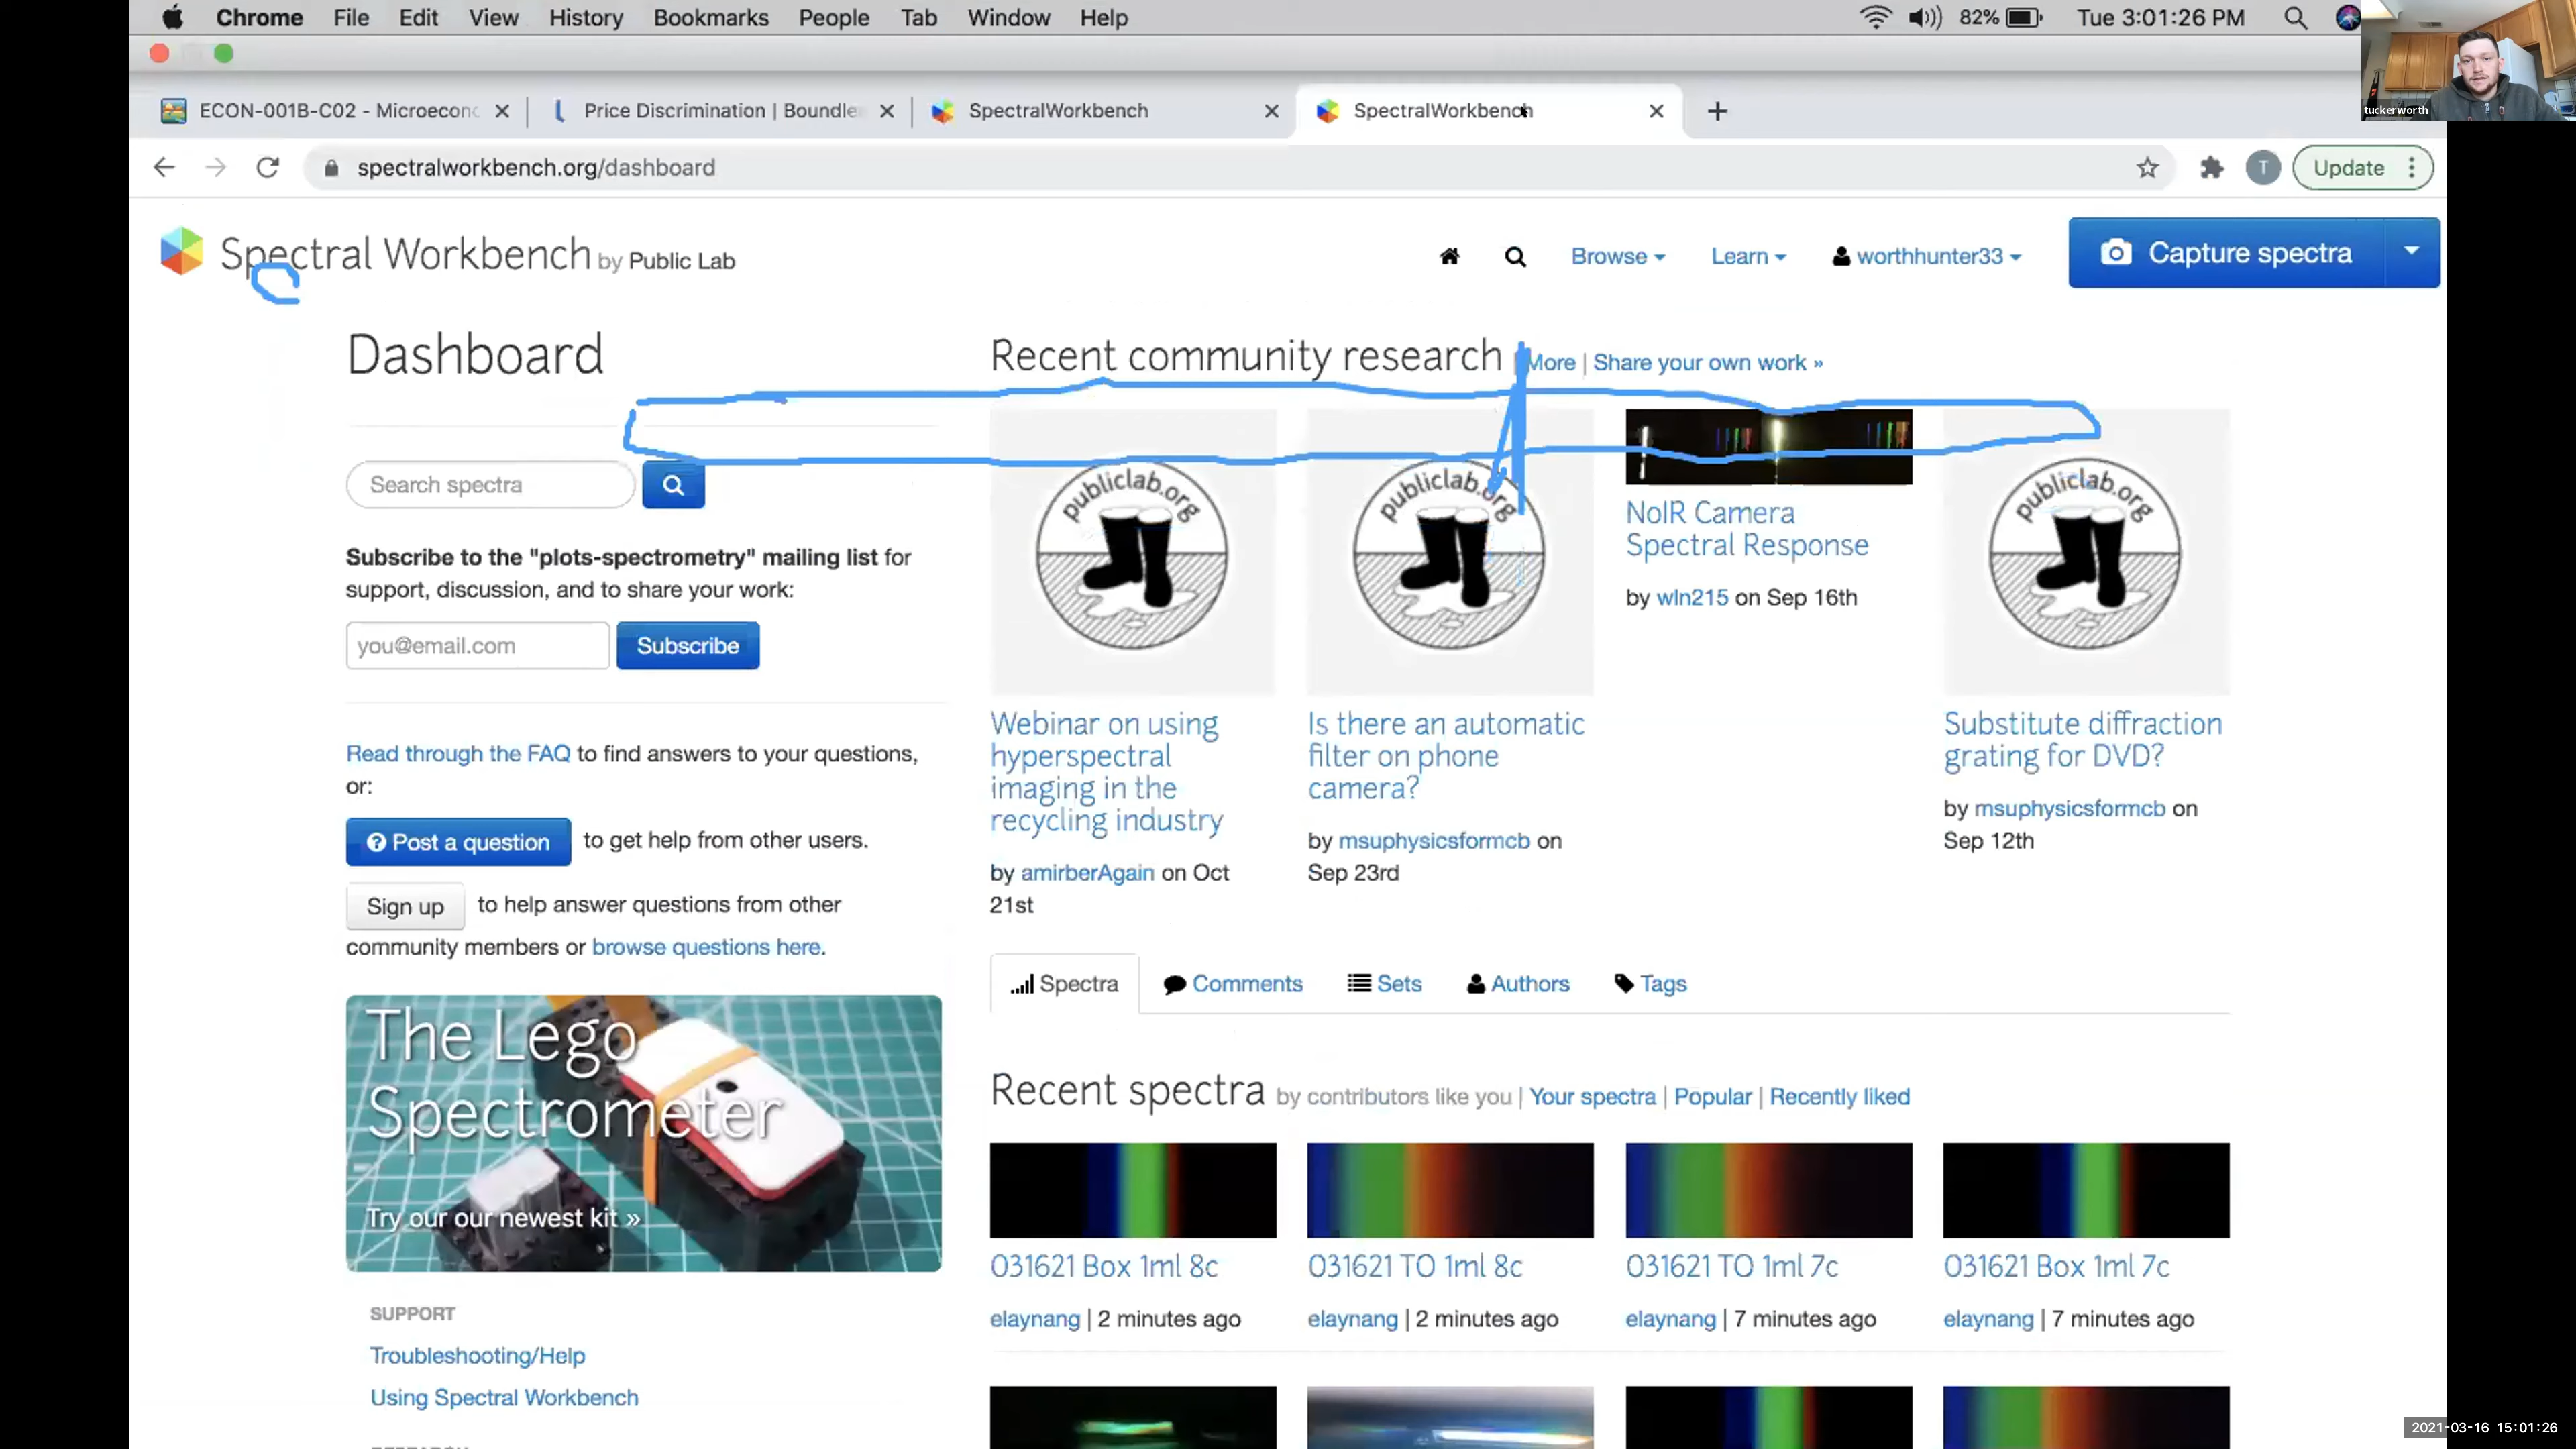 Chrome File Edit View History Bookmarks People Tab Window Help
82% Tue 3:01:26 PM
tuckerworth
ECON-001B-C02 - Microecon
Price Discrimination | Boundle
SpectralWorkbench
SpectralWorkbench
spectralworkbench.org/dashboard
T
Update
Spectral Workbench by Public Lab
Browse
Learn
worthhunter33
Capture spectra
Dashboard
Search spectra
Subscribe to the "plots-spectrometry" mailing list for
support, discussion, and to share your work:
you@email.com
Subscribe
Read through the FAQ to find answers to your questions,
or:
Post a question to get help from other users.
Sign up to help answer questions from other
community members or browse questions here.
The Lego
Spectrometer
Try our our newest kit »
SUPPORT
Troubleshooting/Help
Using Spectral Workbench
Recent community research | More | Share your own work »
publiclab.org
publiclab.org
publiclab.org
Webinar on using
hyperspectral
imaging in the
recycling industry
by amirberAgain on Oct
21st
Is there an automatic
filter on phone
camera?
by msuphysicsformcb on
Sep 23rd
NoIR Camera
Spectral Response
by wln215 on Sep 16th
Substitute diffraction
grating for DVD?
by msuphysicsformcb on
Sep 12th
Spectra
Comments
Sets
Authors
Tags
Recent spectra by contributors like you | Your spectra | Popular | Recently liked
031621 Box 1ml 8c
elaynang | 2 minutes ago
031621 TO 1ml 8c
elaynang | 2 minutes ago
031621 TO 1ml 7c
elaynang | 7 minutes ago
031621 Box 1ml 7c
elaynang | 7 minutes ago
2021-03-16 15:01:26